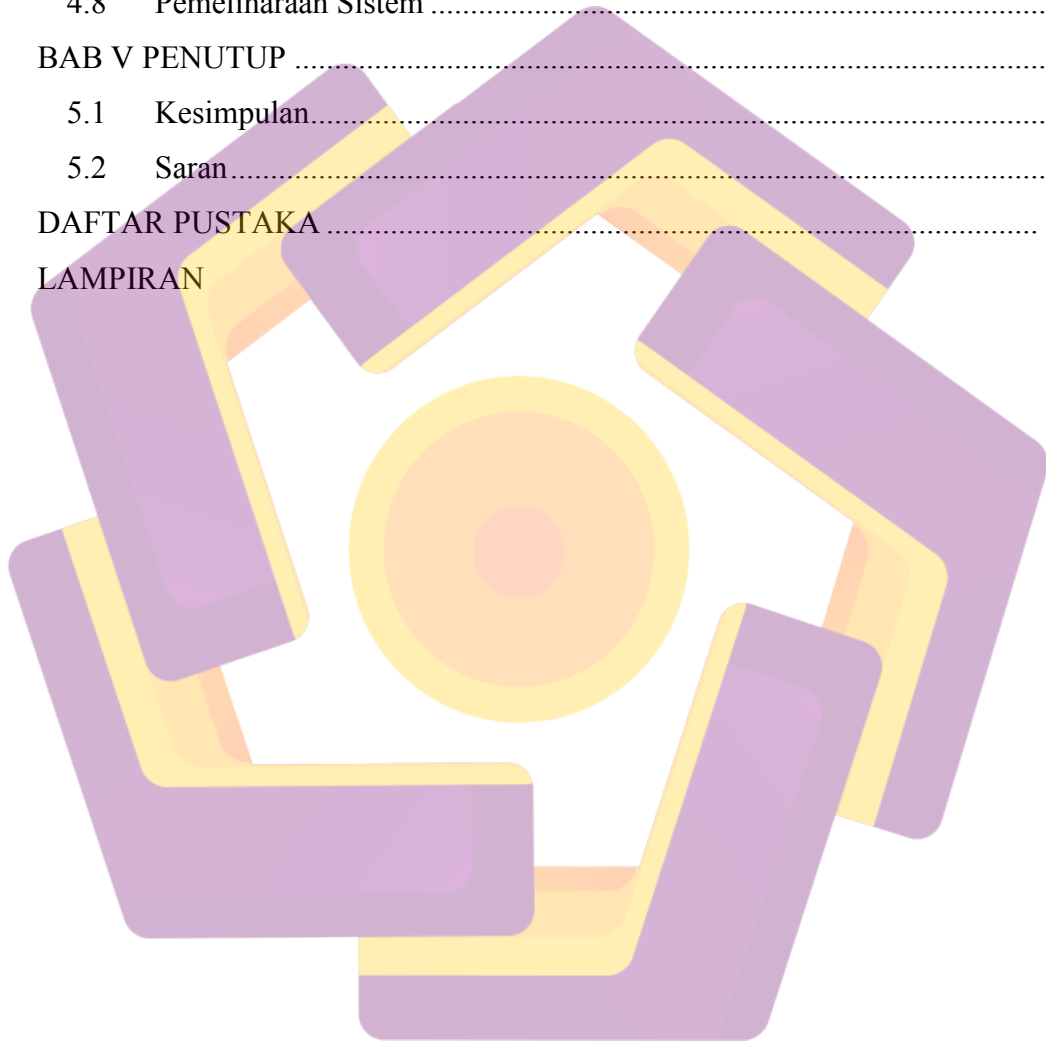 4.8 Pemeliharaan Sistem ........................................................................................
BAB V PENUTUP ........................................................................................
5.1 Kesimpulan........................................................................................
5.2 Saran........................................................................................
DAFTAR PUSTAKA ........................................................................................
LAMPIRAN